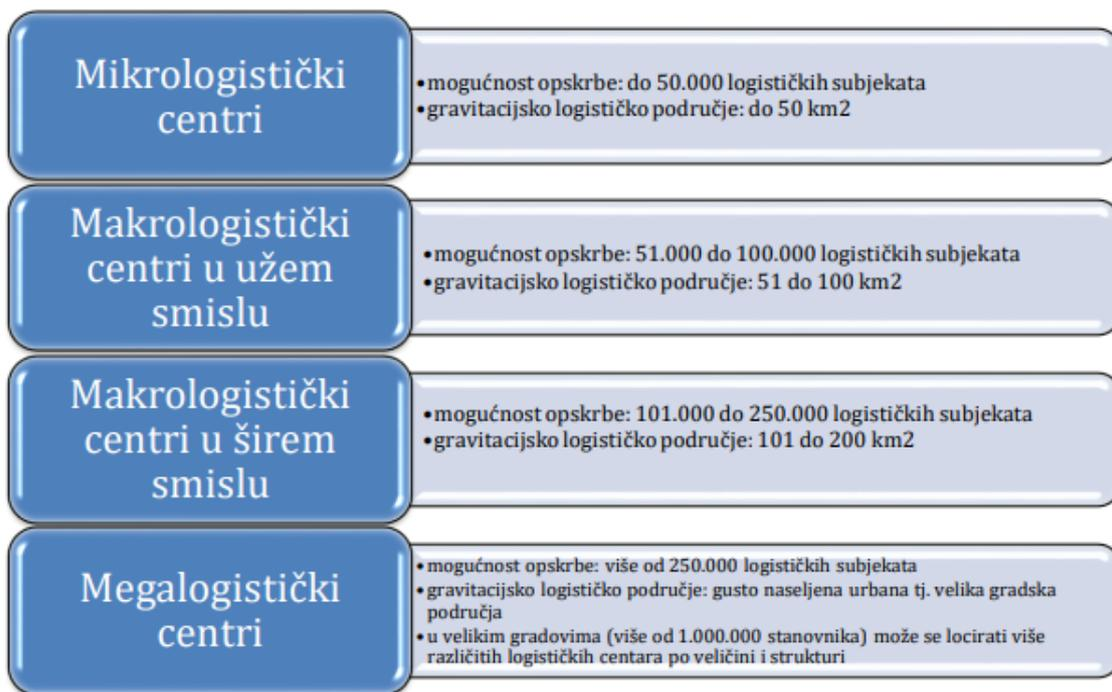 Mikrologistički
centri
•mogućnost opskrbe: do 50.000 logističkih subjekata
•gravitacijsko logističko područje: do 50 km2
Makrologistički
centri u užem
smislu
•mogućnost opskrbe: 51.000 do 100.000 logističkih subjekata
•gravitacijsko logističko područje: 51 do 100 km2
Makrologistički
centri u širem
smislu
•mogućnost opskrbe: 101.000 do 250.000 logističkih subjekata
•gravitacijsko logističko područje: 101 do 200 km2
Megalogistički
centri
•mogućnost opskrbe: više od 250.000 logističkih subjekata
•gravitacijsko logističko područje: gusto naseljena urbana tj. velika gradska
područja
•u velikim gradovima (više od 1.000.000 stanovnika) može se locirati više
različitih logističkih centara po veličini i strukturi